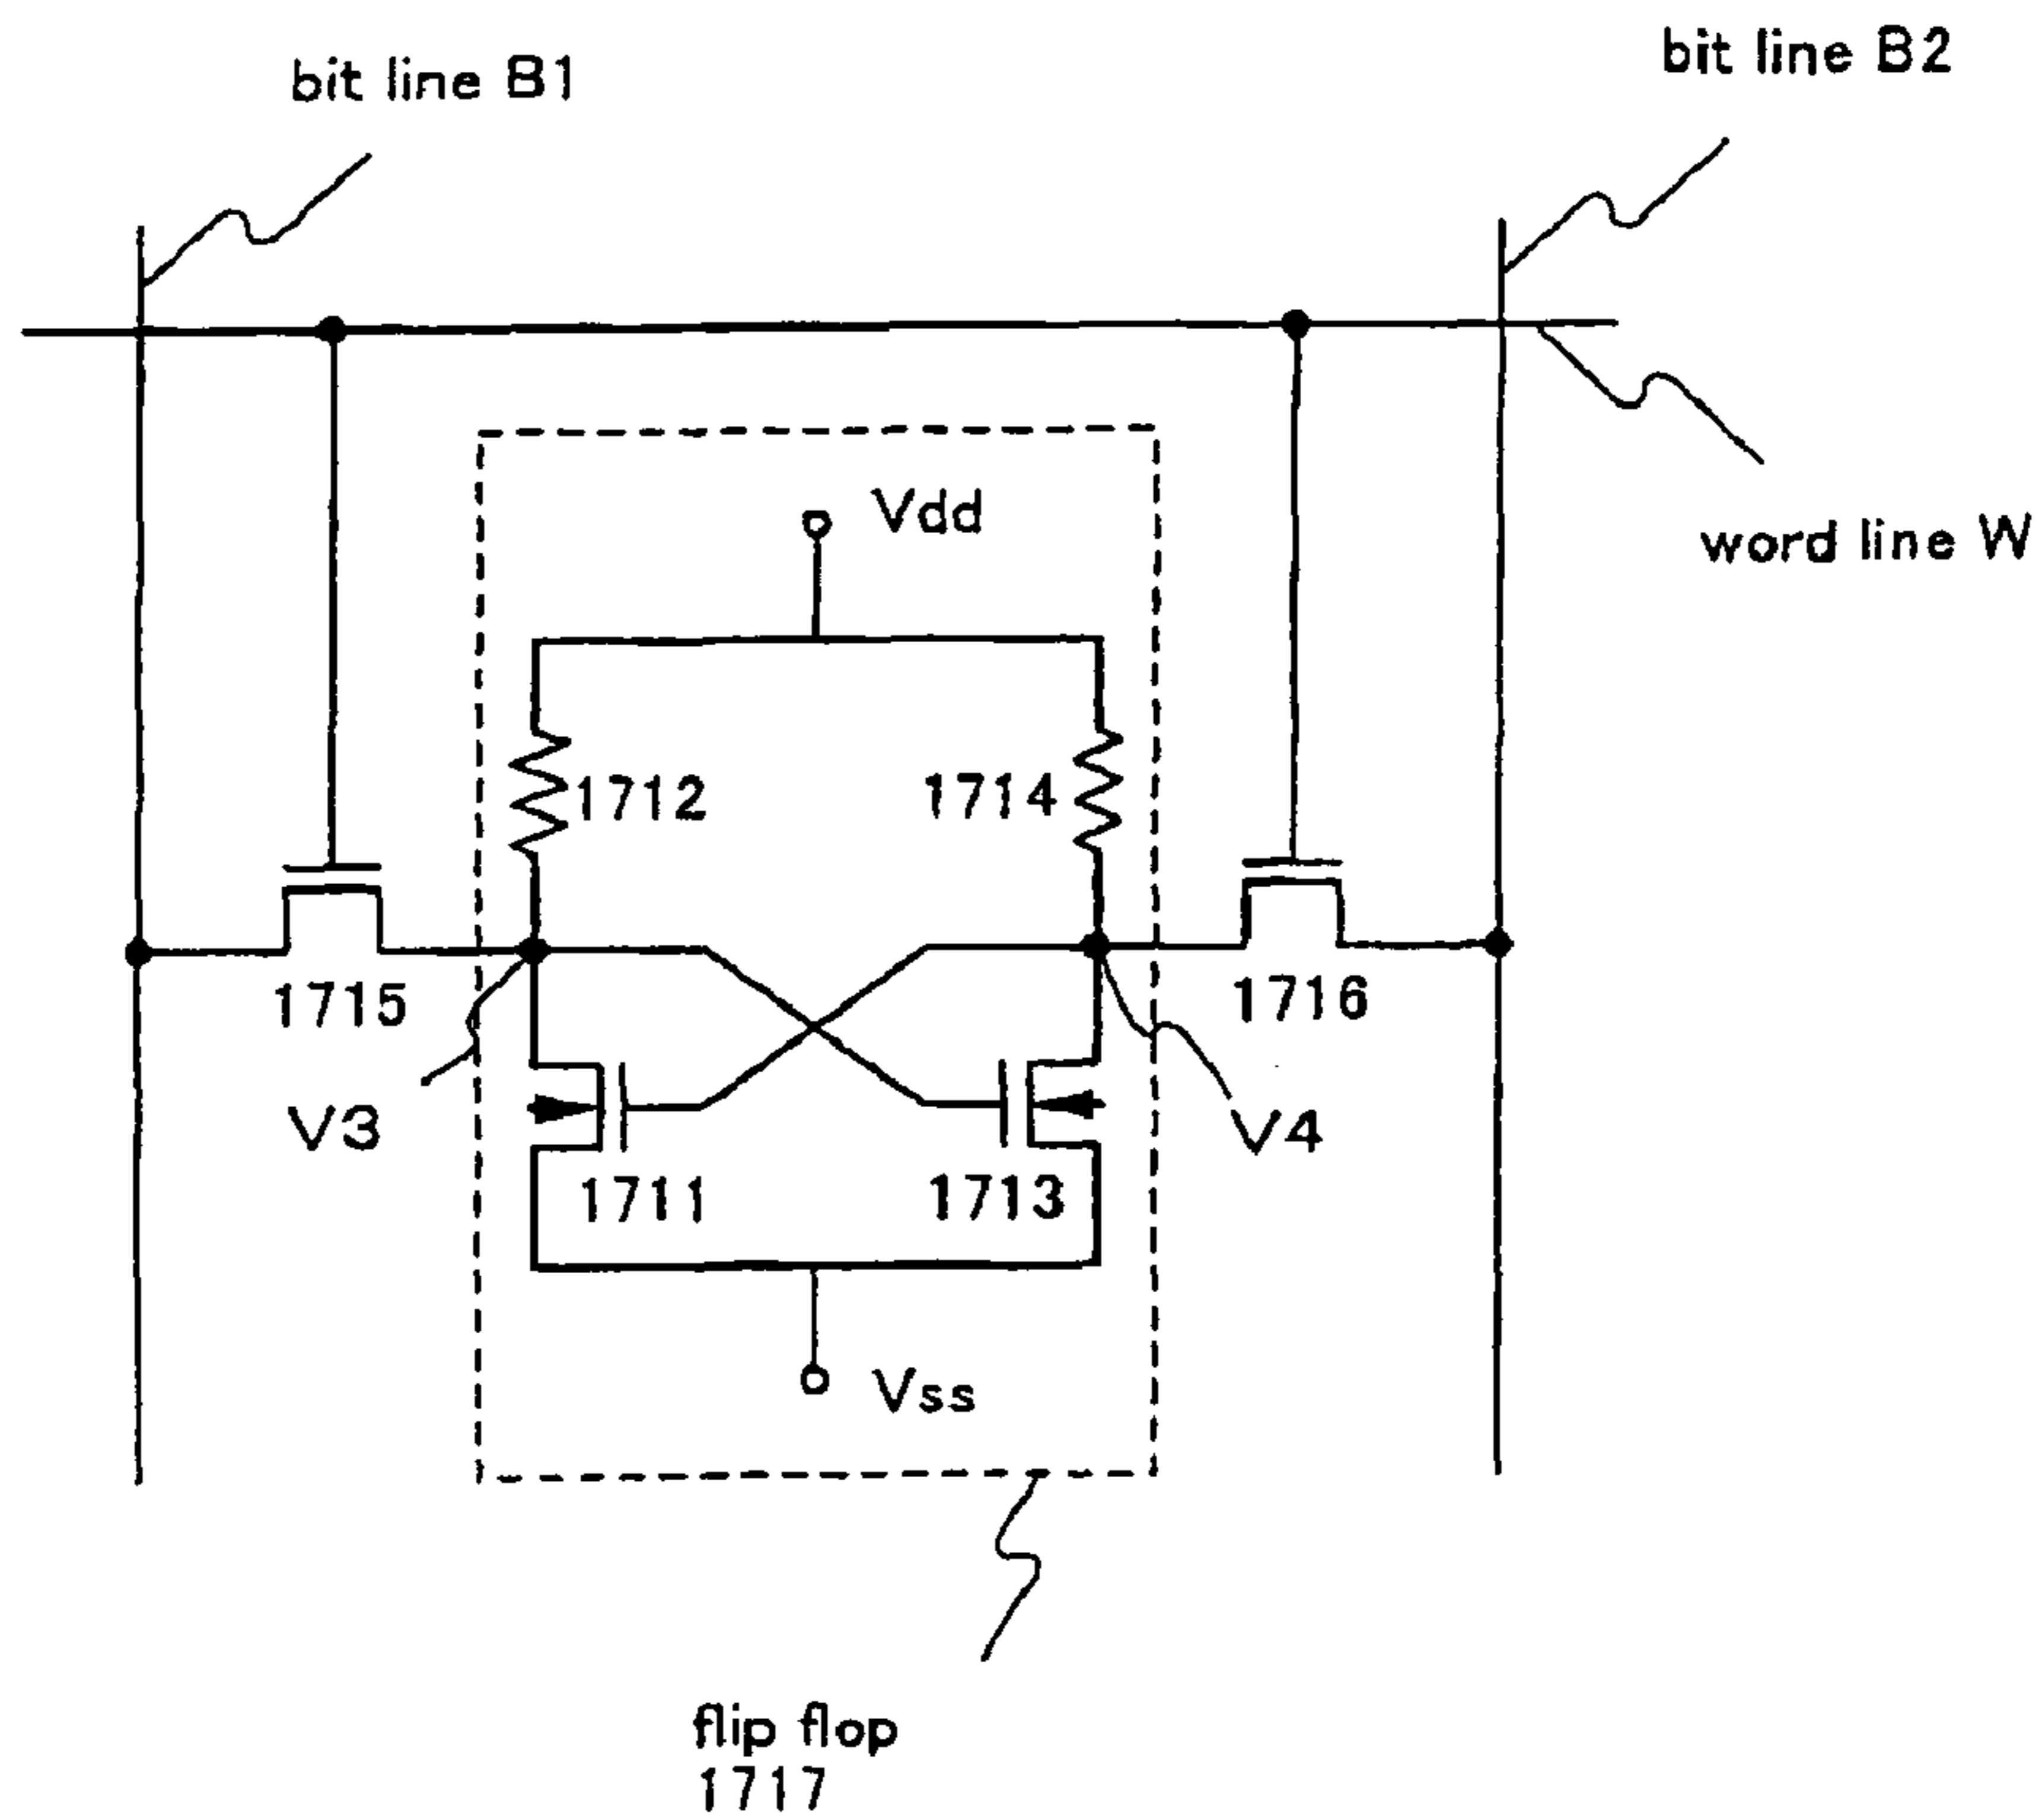 bit line B1
bit line B2
word line W
Vdd
1712
1714
1715
1716
V3
V4
1711
1713
Vss
flip flop
1717